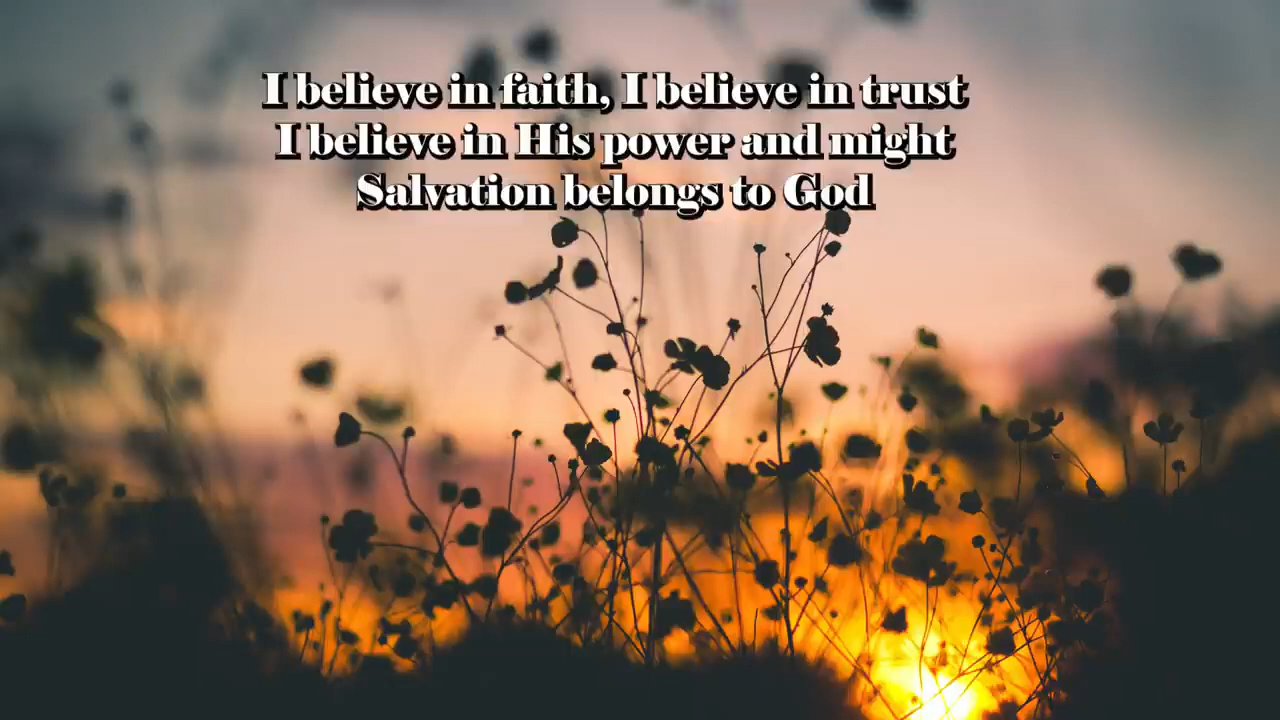 I believe in faith, I believe in trust
I believe in His power and might
Salvation belongs to God